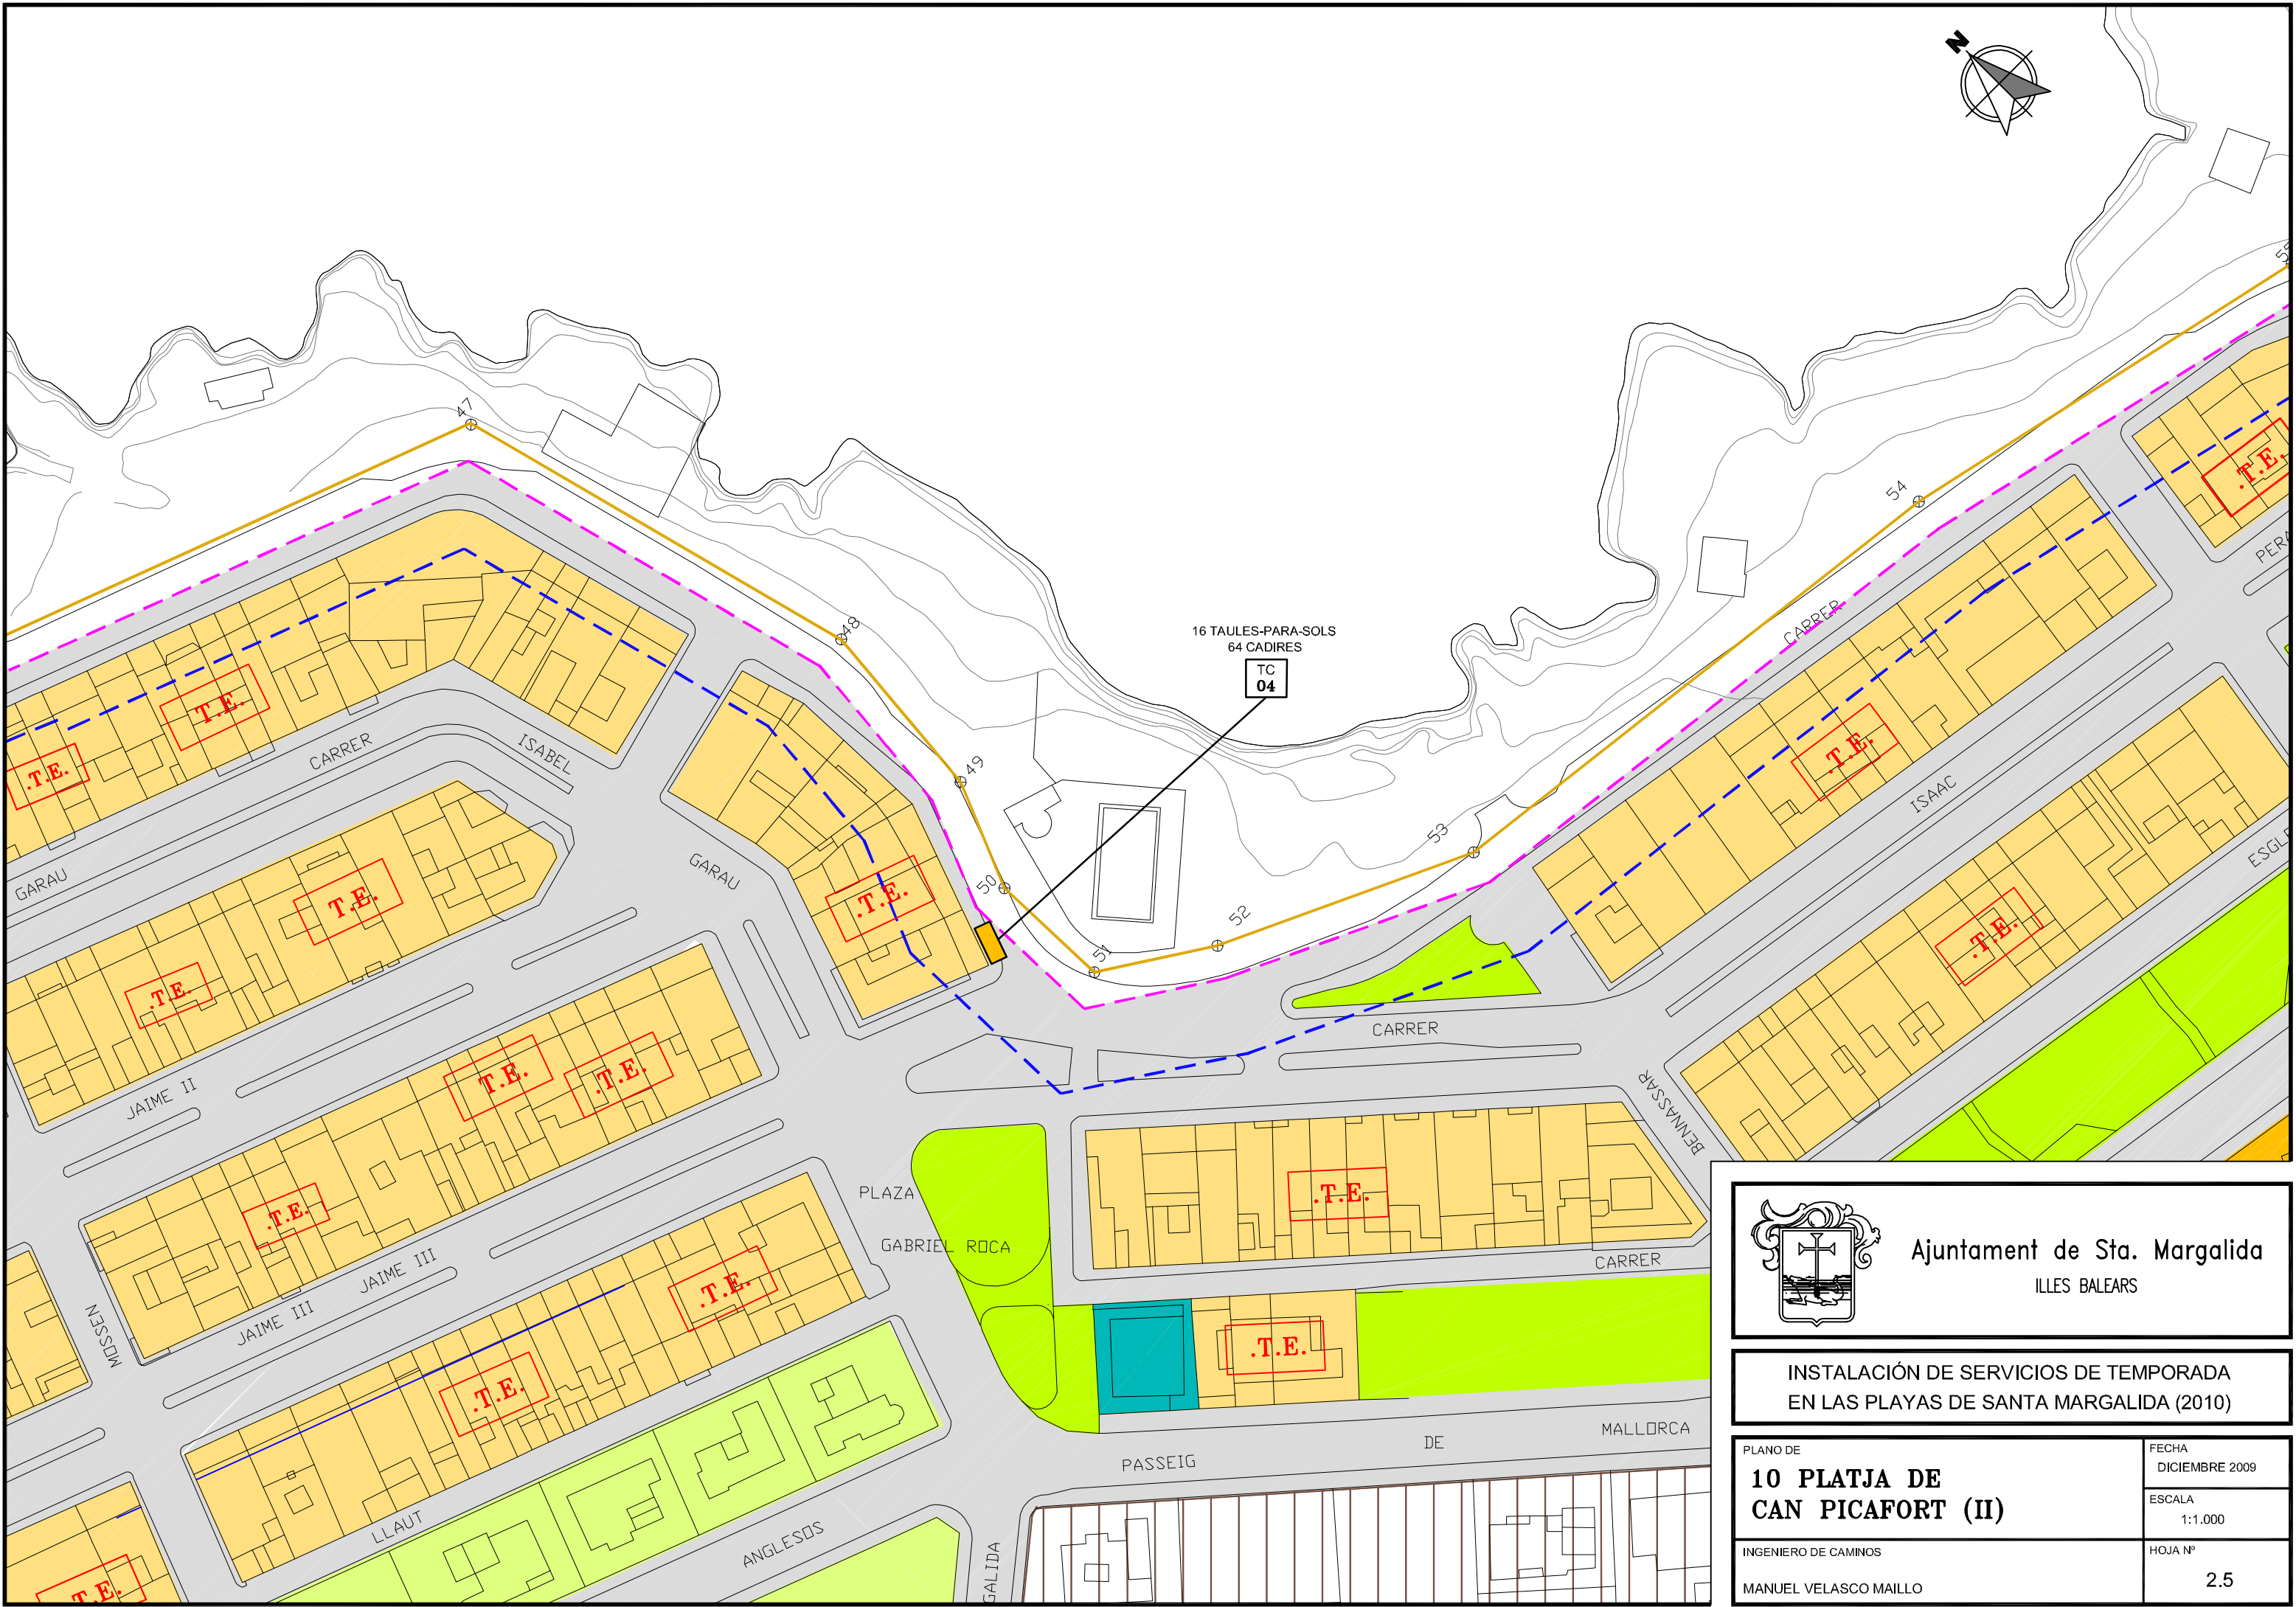 N
55
47
54
.T.E.
PERA
CARRER
48
16 TAULES-PARA-SOLS
64 CADIRES
TC
04
.T.E.
.T.E.
CARRER
ISABEL
49
.T.E.
ISAAC
53
GARAU
GARAU
50
.T.E.
T.E.
52
51
.T.E.
.T.E.
CARRER
JAIME II
T.E.
.T.E.
BENNASSAR
PLAZA
.T.E.
.T.E.
GABRIEL ROCA
CARRER
JAIME III
JAIME III
MOSSEN
.T.E.
.T.E.
.T.E.
LLAUT
ANGLESOS
GALIDA
PASSEIG
DE
MALLORCA
T.E.
Ajuntament de Sta. Margalida
ILLES BALEARS
INSTALACIÓN DE SERVICIOS DE TEMPORADA
EN LAS PLAYAS DE SANTA MARGALIDA (2010)
PLANO DE
10 PLATJA DE
CAN PICAFORT (II)
FECHA
DICIEMBRE 2009
ESCALA
1:1.000
INGENIERO DE CAMINOS
MANUEL VELASCO MAILLO
HOJA Nº
2.5